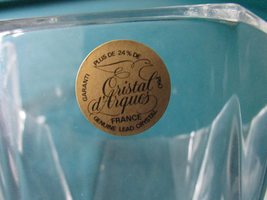 GARANTI PLUS DE 24% DE PbO
Cristal
d'Arques
FRANCE
GENUINE LEAD CRYSTAL